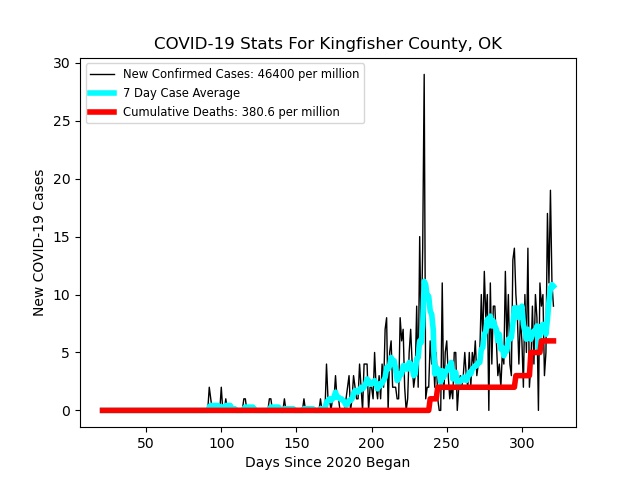 COVID-19 Stats For Kingfisher County, OK
New Confirmed Cases: 46400 per million
7 Day Case Average
Cumulative Deaths: 380.6 per million
30
25
20
15
10
5
0
New COVID-19 Cases
50 100 150 200 250 300
Days Since 2020 Began